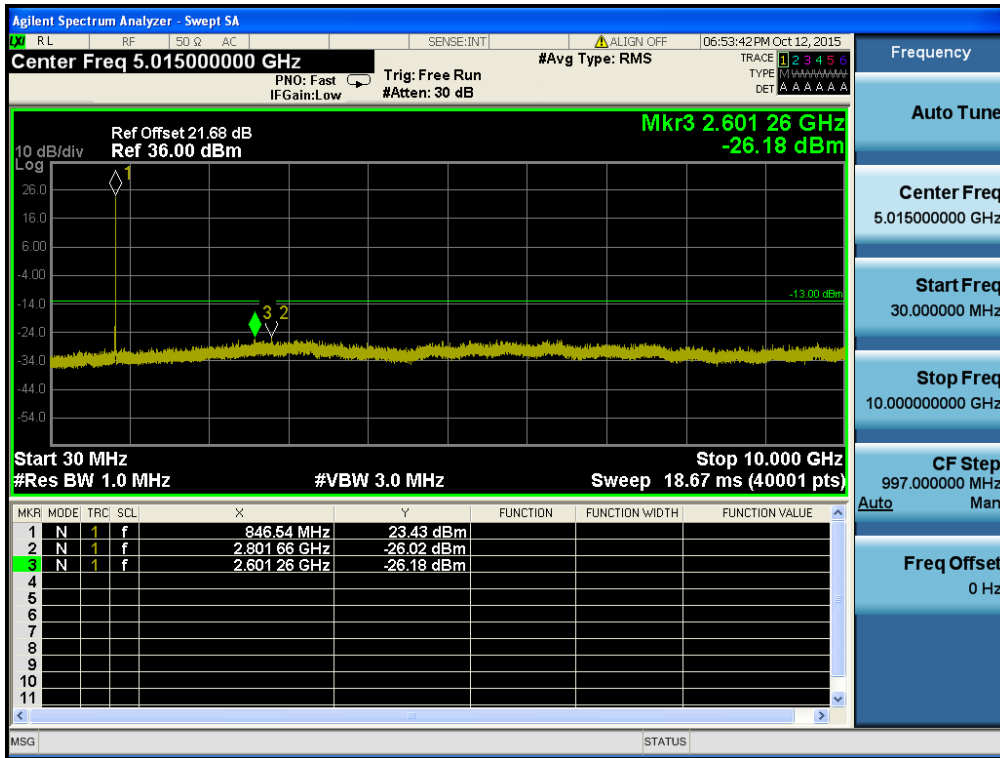 Agilent Spectrum Analyzer - Swept SA
LXI RL RF 50 Ω AC SENSE:INT ALIGN OFF 06:53:42 PM Oct 12, 2015
Center Freq 5.015000000 GHz #Avg Type: RMS TRACE 1 2 3 4 5 6
PNO: Fast Trig: Free Run TYPE M W W W W W
IFGain:Low #Atten: 30 dB DET A A A A A A
Mkr3 2.601 26 GHz
-26.18 dBm
Ref Offset 21.68 dB
10 dB/div Ref 36.00 dBm
Log
1
26.0
16.0
6.00
-4.00
-13.00 dBm
-14.0
3 2
-24.0
-34.0
-44.0
-54.0
Start 30 MHz Stop 10.000 GHz
#Res BW 1.0 MHz #VBW 3.0 MHz Sweep 18.67 ms (40001 pts)
MKR MODE TRC SCL X Y FUNCTION FUNCTION WIDTH FUNCTION VALUE
1 N 1 f 846.54 MHz 23.43 dBm
2 N 1 f 2.801 66 GHz -26.02 dBm
3 N 1 f 2.601 26 GHz -26.18 dBm
4
5
6
7
8
9
10
11
MSG STATUS
Frequency
Auto Tune
Center Freq
5.015000000 GHz
Start Freq
30.000000 MHz
Stop Freq
10.000000000 GHz
CF Step
997.000000 MHz
Auto Man
Freq Offset
0 Hz